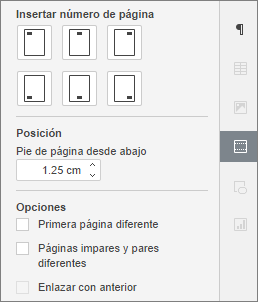 Insertar número de página
Posición
Pie de página desde abajo
1.25 cm
Opciones
Primera página diferente
Páginas impares y pares
diferentes
Enlazar con anterior